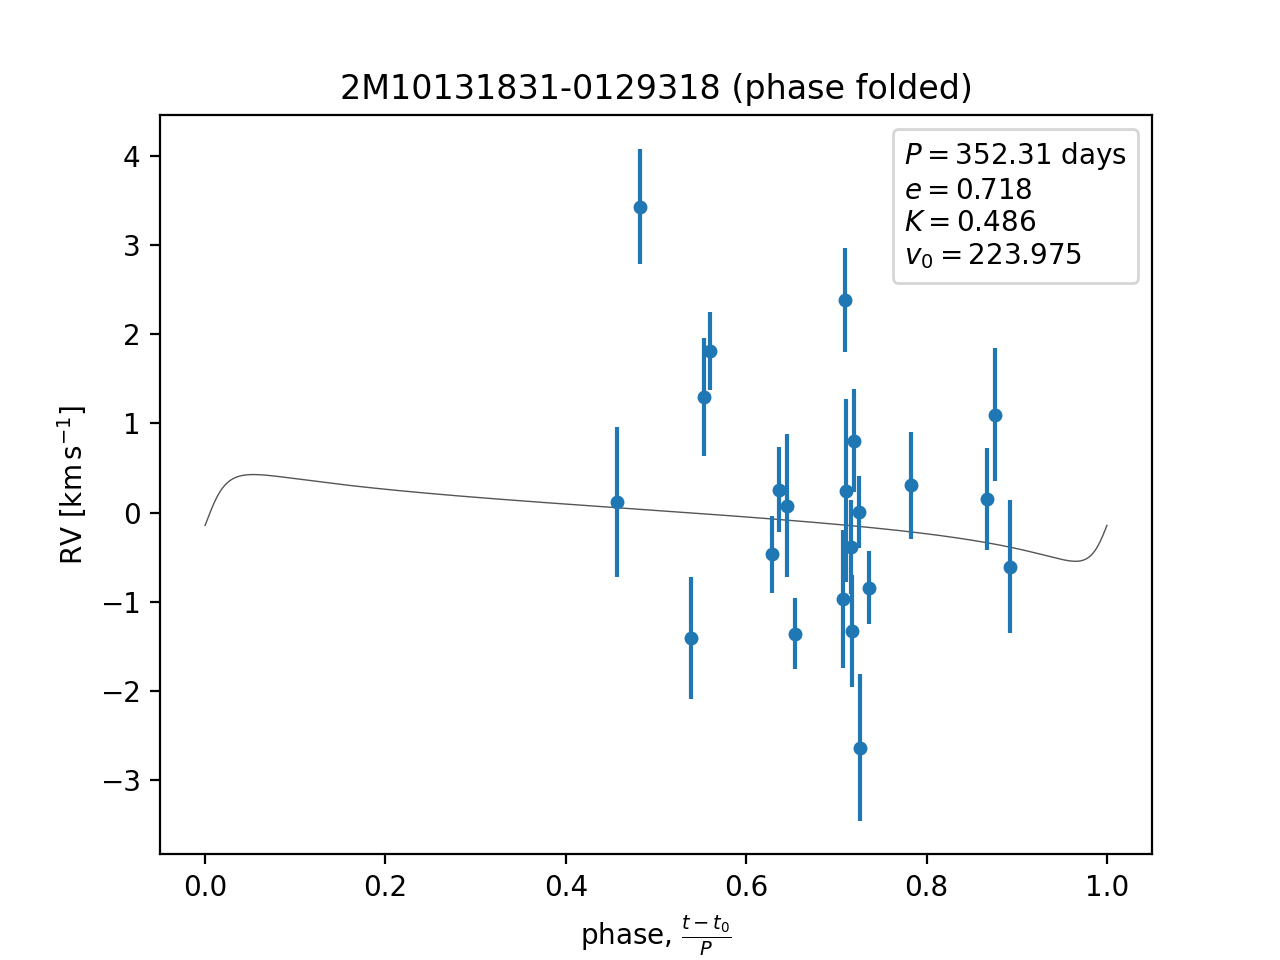 2M10131831-0129318 (phase folded)
P = 352.31 days
e = 0.718
K = 0.486
v₀ = 223.975
RV [km s⁻¹]
4
3
2
1
0
−1
−2
−3
0.0 0.2 0.4 0.6 0.8 1.0
phase, (t − t₀)/P